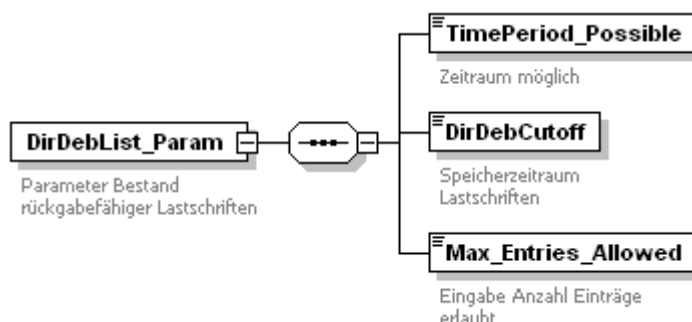 TimePeriod_Possible
Zeitraum möglich
DirDebList_Param
Parameter Bestand
rückgabefähiger Lastschriften
DirDebCutoff
Speicherzeitraum
Lastschriften
Max_Entries_Allowed
Eingabe Anzahl Einträge
erlaubt